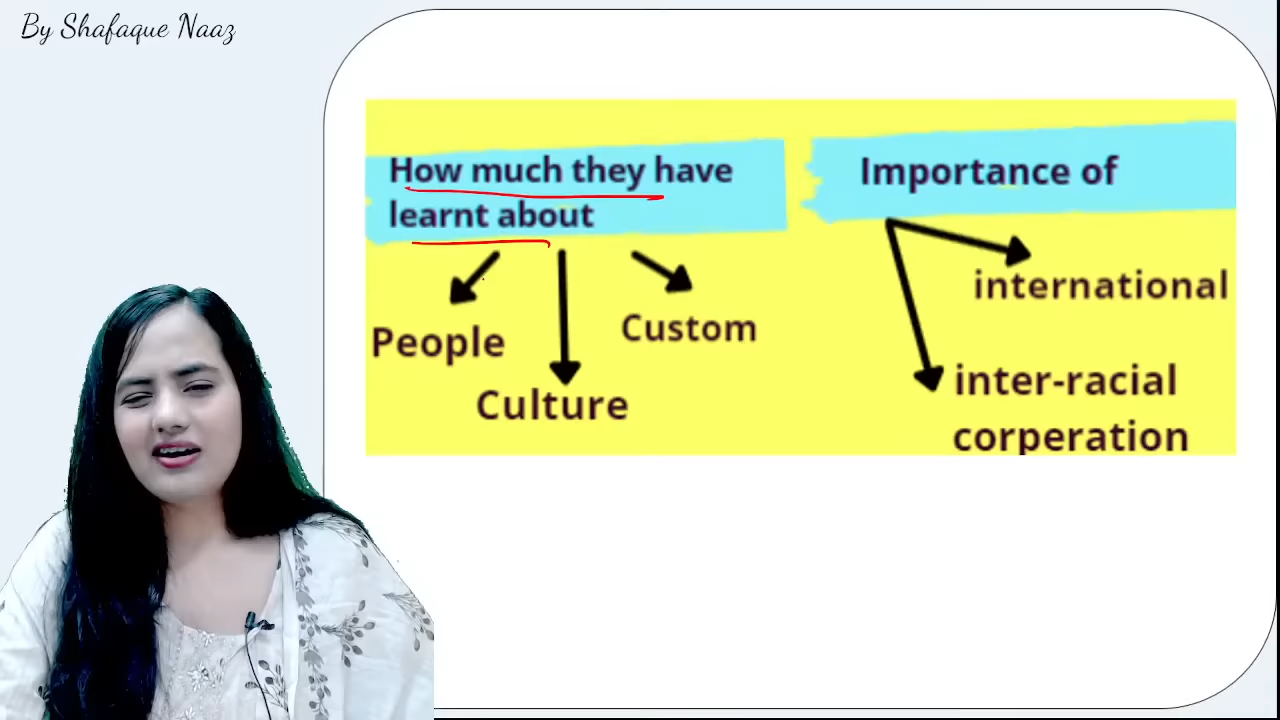 By Shafaque Naaz
How much they have
learnt about
People
Culture
Custom
Importance of
international
inter-racial
corperation